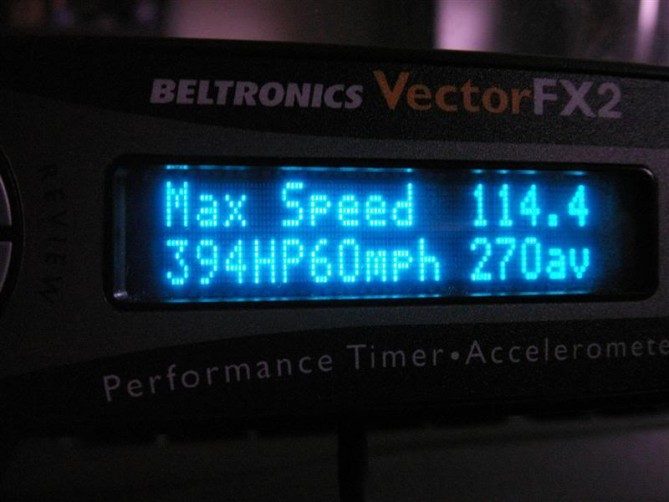 BELTRONICS VectorFX2
REVIEW
Max Speed 114.4
394HP60mph 270av
Performance Timer•Acceleromete